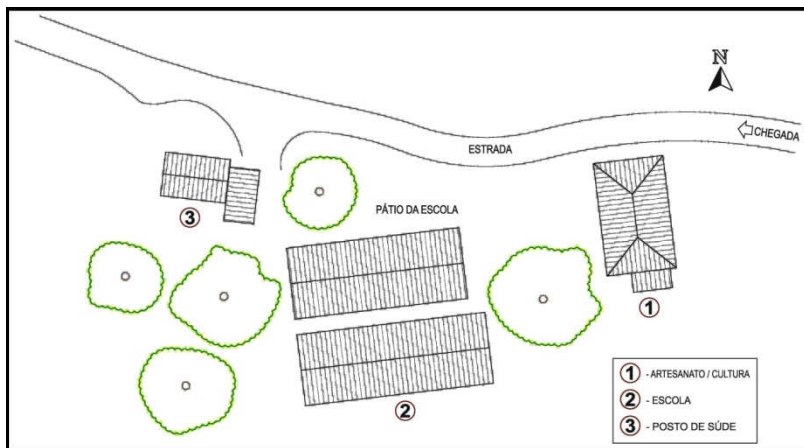 N
CHEGADA
ESTRADA
PÁTIO DA ESCOLA
3
1
2
1 - ARTESANATO / CULTURA
2 - ESCOLA
3 - POSTO DE SÚDE